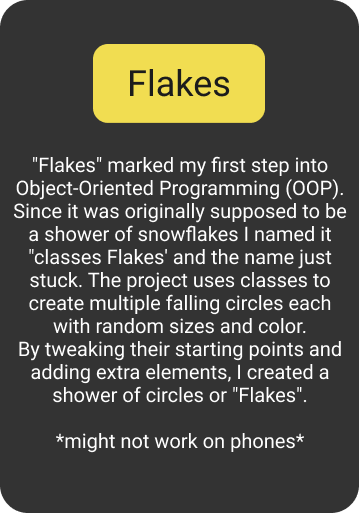 Flakes
"Flakes" marked my first step into
Object-Oriented Programming (OOP).
Since it was originally supposed to be
a shower of snowflakes I named it
"classes Flakes' and the name just
stuck. The project uses classes to
create multiple falling circles each
with random sizes and color.
By tweaking their starting points and
adding extra elements, I created a
shower of circles or "Flakes".
*might not work on phones*